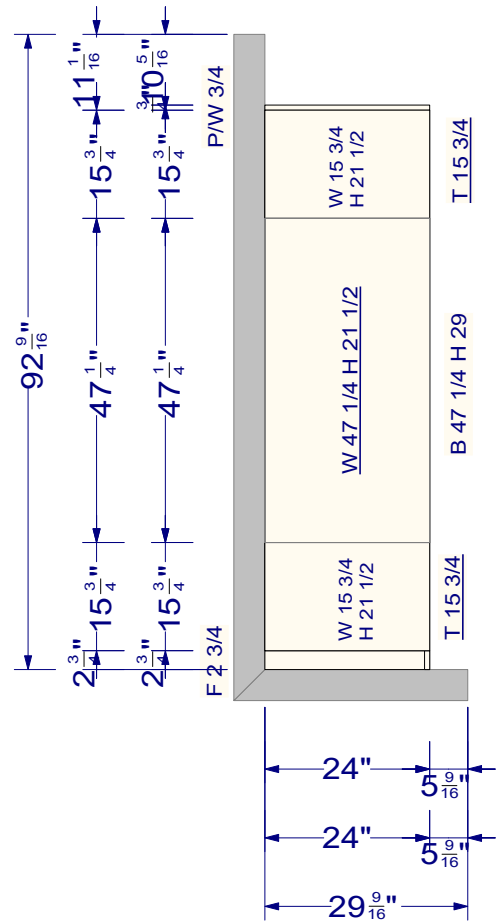 92 9/16"
11 1/16"
15 3/4"
47 1/4"
15 3/4"
2 3/4"
10 5/16"
3/4"
15 3/4"
47 1/4"
15 3/4"
2 3/4"
P/W 3/4
F 2 3/4
W 15 3/4
H 21 1/2
W 47 1/4 H 21 1/2
W 15 3/4
H 21 1/2
T 15 3/4
B 47 1/4 H 29
T 15 3/4
24"
5 9/16"
24"
5 9/16"
29 9/16"